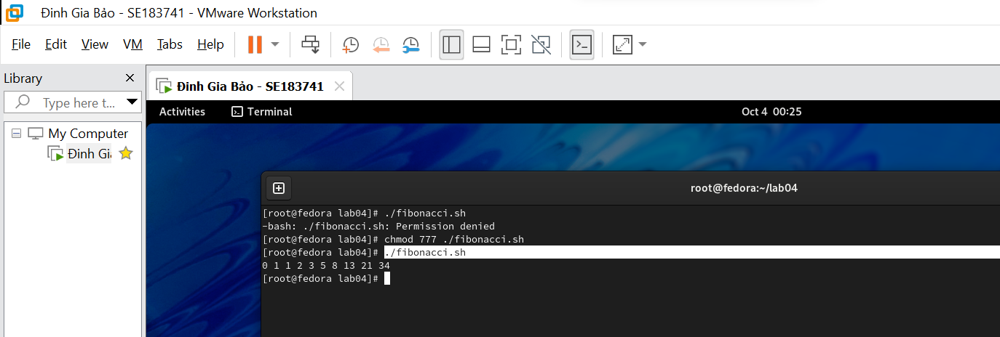 Đinh Gia Bảo - SE183741 - VMware Workstation
File Edit View VM Tabs Help
Library
Type here t...
My Computer
Đinh Gi
Đinh Gia Bảo - SE183741
Activities Terminal Oct 4 00:25
root@fedora:~/lab04
[root@fedora lab04]# ./fibonacci.sh
-bash: ./fibonacci.sh: Permission denied
[root@fedora lab04]# chmod 777 ./fibonacci.sh
[root@fedora lab04]# ./fibonacci.sh
0 1 1 2 3 5 8 13 21 34
[root@fedora lab04]#